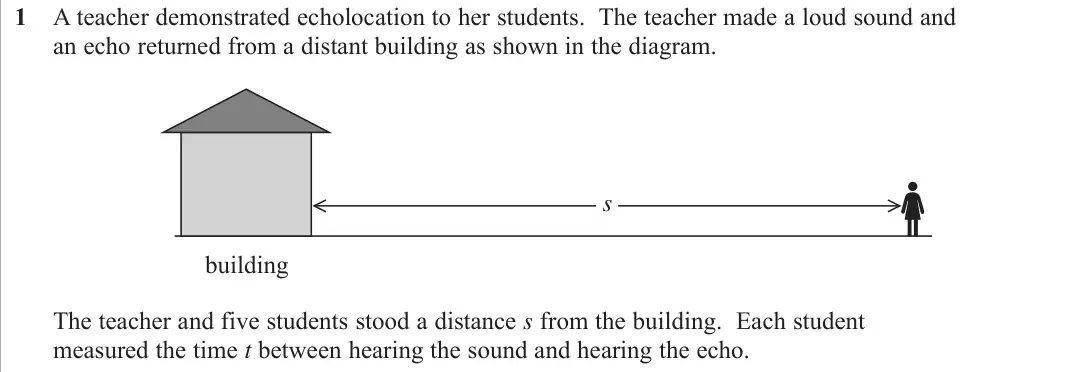 1 A teacher demonstrated echolocation to her students. The teacher made a loud sound and
an echo returned from a distant building as shown in the diagram.
s
building
The teacher and five students stood a distance s from the building. Each student
measured the time t between hearing the sound and hearing the echo.